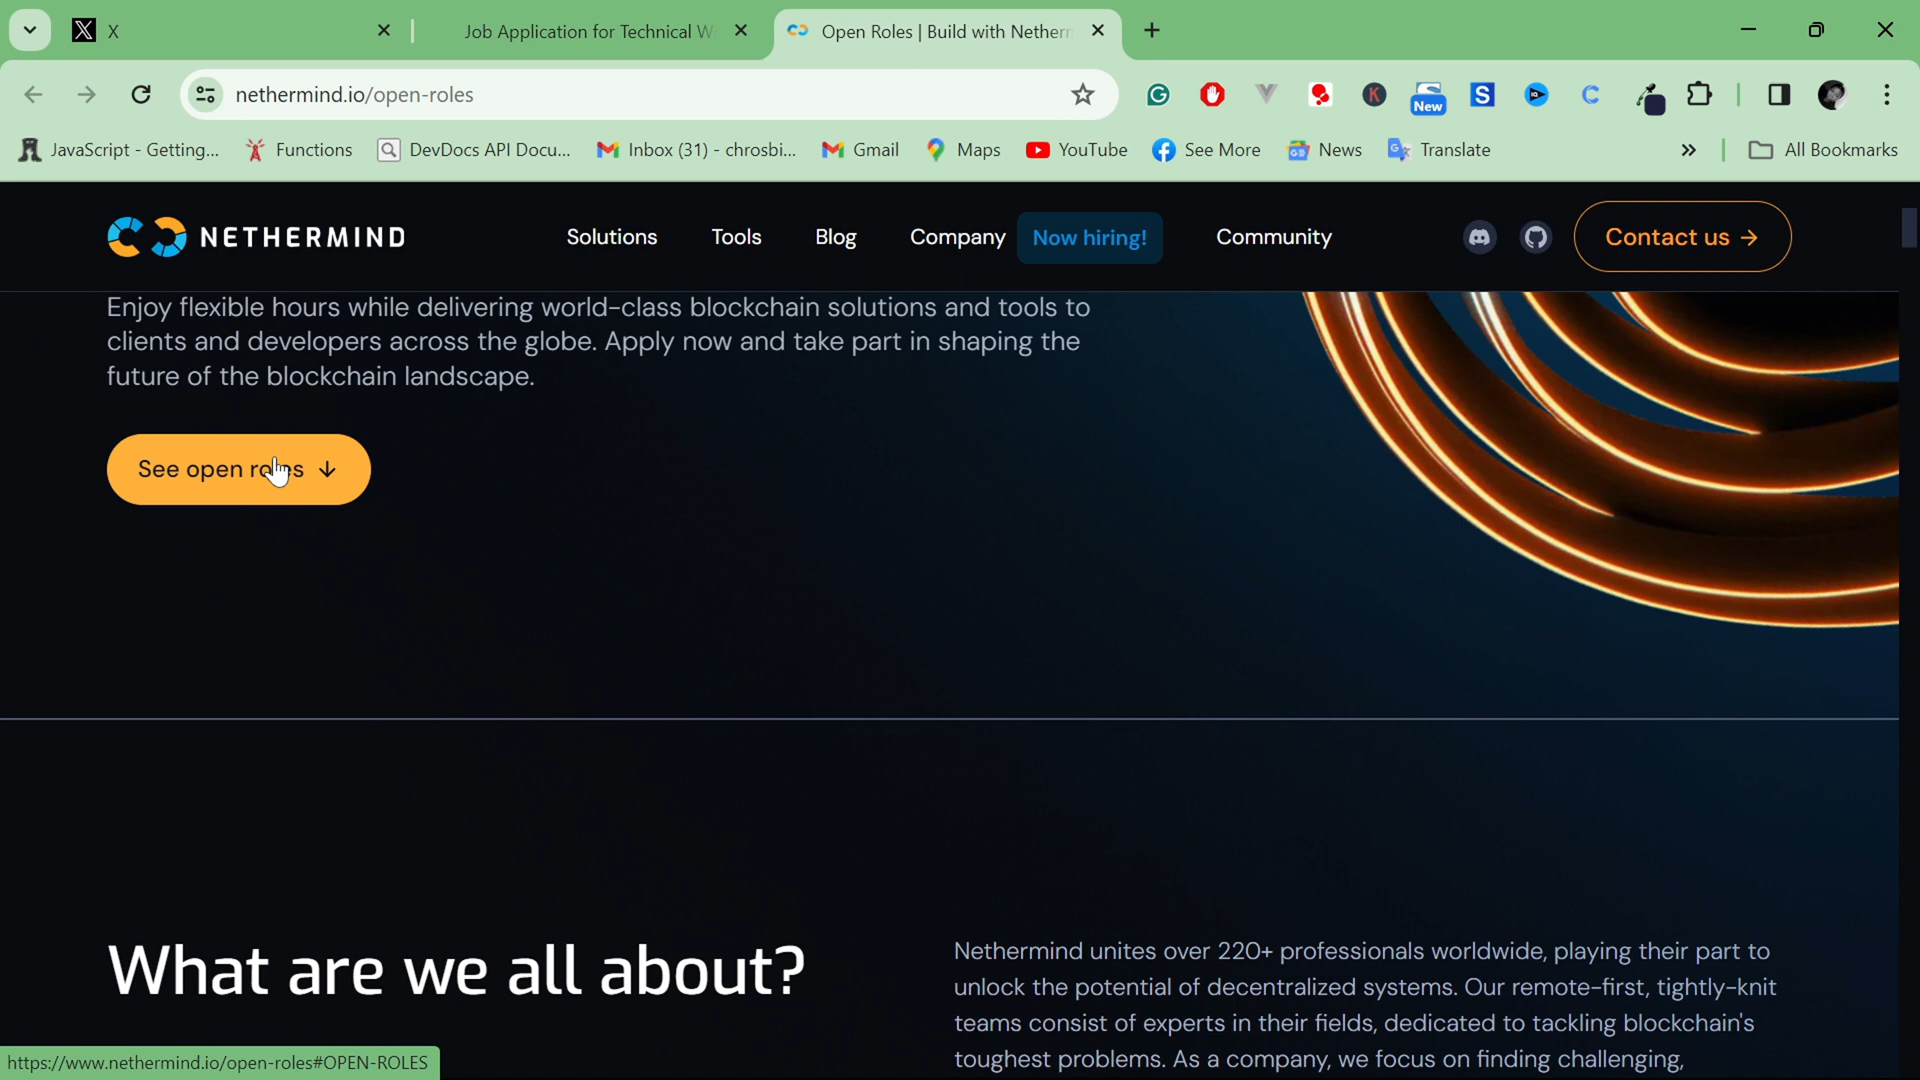 X
Job Application for Technical W
Open Roles | Build with Nethern
nethermind.io/open-roles
New
JavaScript - Getting...
Functions
DevDocs API Docu...
Inbox (31) - chrosbi...
Gmail
Maps
YouTube
See More
News
Translate
»
All Bookmarks
NETHERMIND
Solutions
Tools
Blog
Company
Now hiring!
Community
Contact us →
Enjoy flexible hours while delivering world-class blockchain solutions and tools to
clients and developers across the globe. Apply now and take part in shaping the
future of the blockchain landscape.
See open roles ↓
What are we all about?
Nethermind unites over 220+ professionals worldwide, playing their part to
unlock the potential of decentralized systems. Our remote-first, tightly-knit
teams consist of experts in their fields, dedicated to tackling blockchain's
toughest problems. As a company, we focus on finding challenging,
https://www.nethermind.io/open-roles#OPEN-ROLES